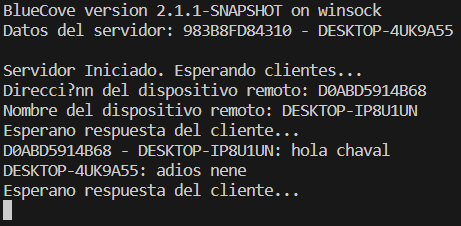 BlueCove version 2.1.1-SNAPSHOT on winsock
Datos del servidor: 983B8FD84310 - DESKTOP-4UK9A55
Servidor Iniciado. Esperando clientes...
Direcci?nn del dispositivo remoto: D0ABD5914B68
Nombre del dispositivo remoto: DESKTOP-IP8U1UN
Esperano respuesta del cliente...
D0ABD5914B68 - DESKTOP-IP8U1UN: hola chaval
DESKTOP-4UK9A55: adios nene
Esperano respuesta del cliente...